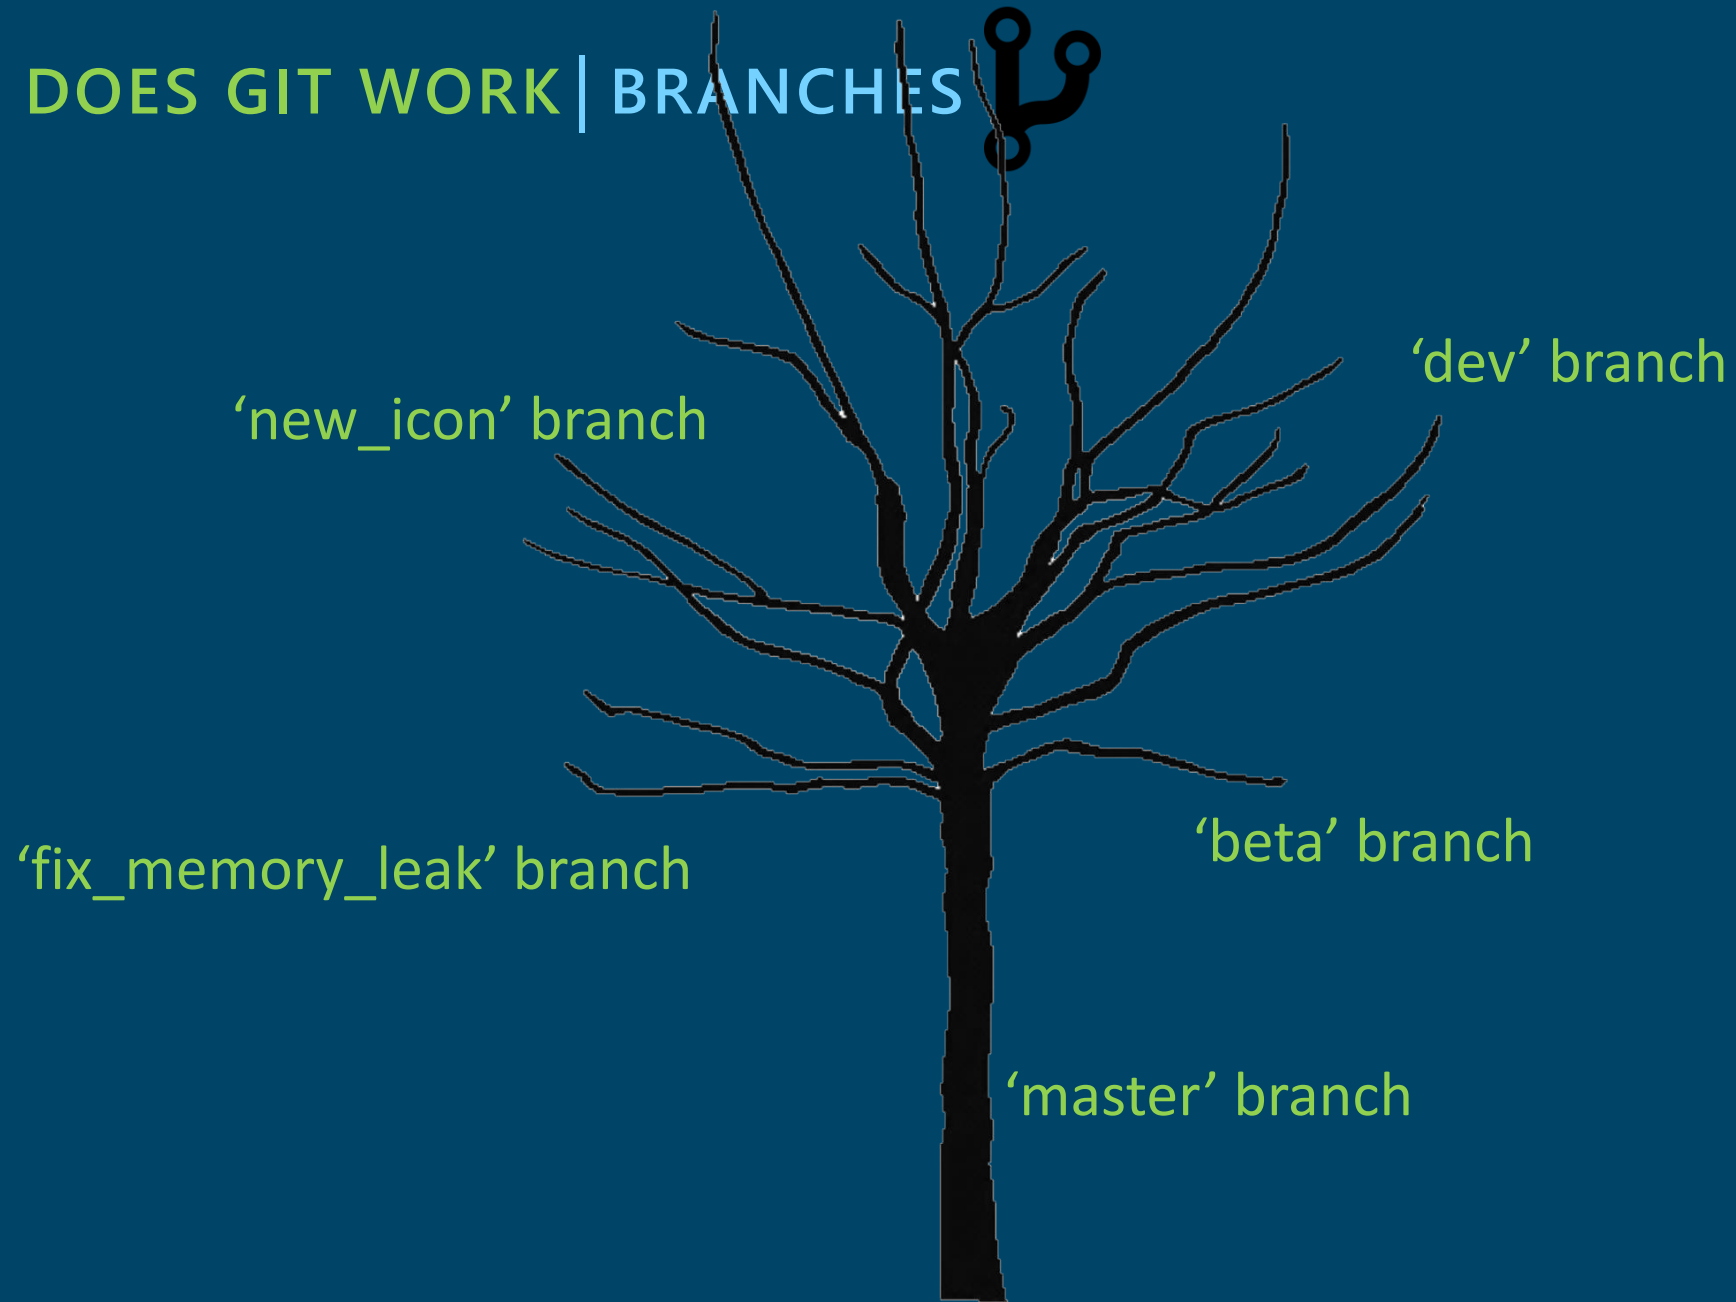 DOES GIT WORK | BRANCHES
‘dev’ branch
‘new_icon’ branch
‘beta’ branch
‘fix_memory_leak’ branch
‘master’ branch